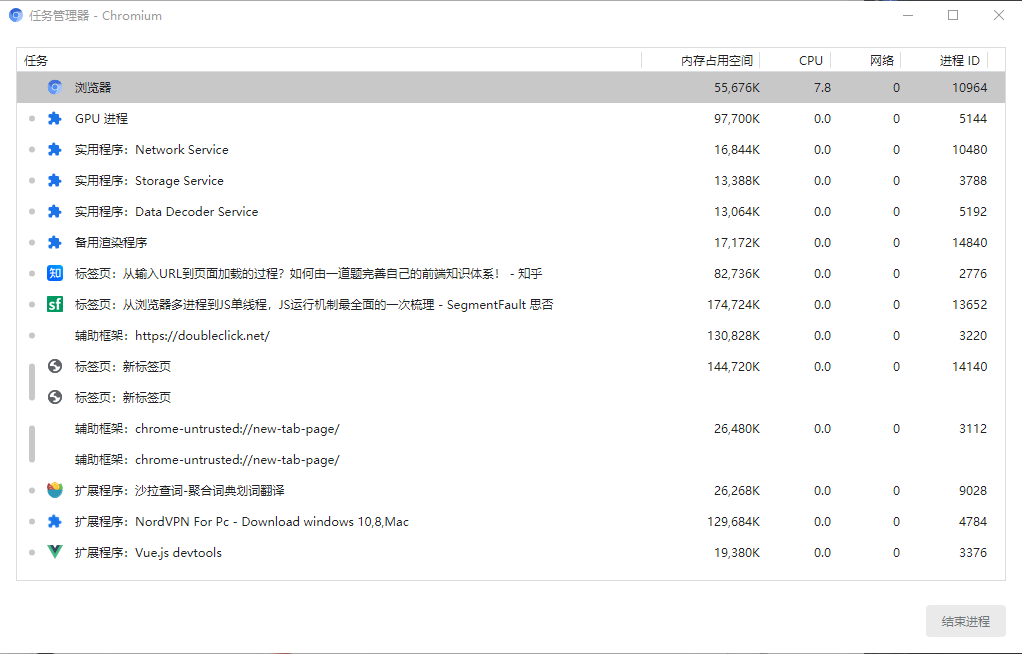 任务管理器 - Chromium
任务 内存占用空间 CPU 网络 进程 ID
浏览器 55,676K 7.8 0 10964
GPU 进程 97,700K 0.0 0 5144
实用程序：Network Service 16,844K 0.0 0 10480
实用程序：Storage Service 13,388K 0.0 0 3788
实用程序：Data Decoder Service 13,064K 0.0 0 5192
备用渲染程序 17,172K 0.0 0 14840
知 标签页：从输入URL到页面加载的过程？如何由一道题完善自己的前端知识体系！ - 知乎 82,736K 0.0 0 2776
sf 标签页：从浏览器多进程到JS单线程，JS运行机制最全面的一次梳理 - SegmentFault 思否 174,724K 0.0 0 13652
辅助框架：https://doubleclick.net/ 130,828K 0.0 0 3220
标签页：新标签页 144,720K 0.0 0 14140
标签页：新标签页
辅助框架：chrome-untrusted://new-tab-page/ 26,480K 0.0 0 3112
辅助框架：chrome-untrusted://new-tab-page/
扩展程序：沙拉查词-聚合词典划词翻译 26,268K 0.0 0 9028
扩展程序：NordVPN For Pc - Download windows 10,8,Mac 129,684K 0.0 0 4784
扩展程序：Vue.js devtools 19,380K 0.0 0 3376
结束进程